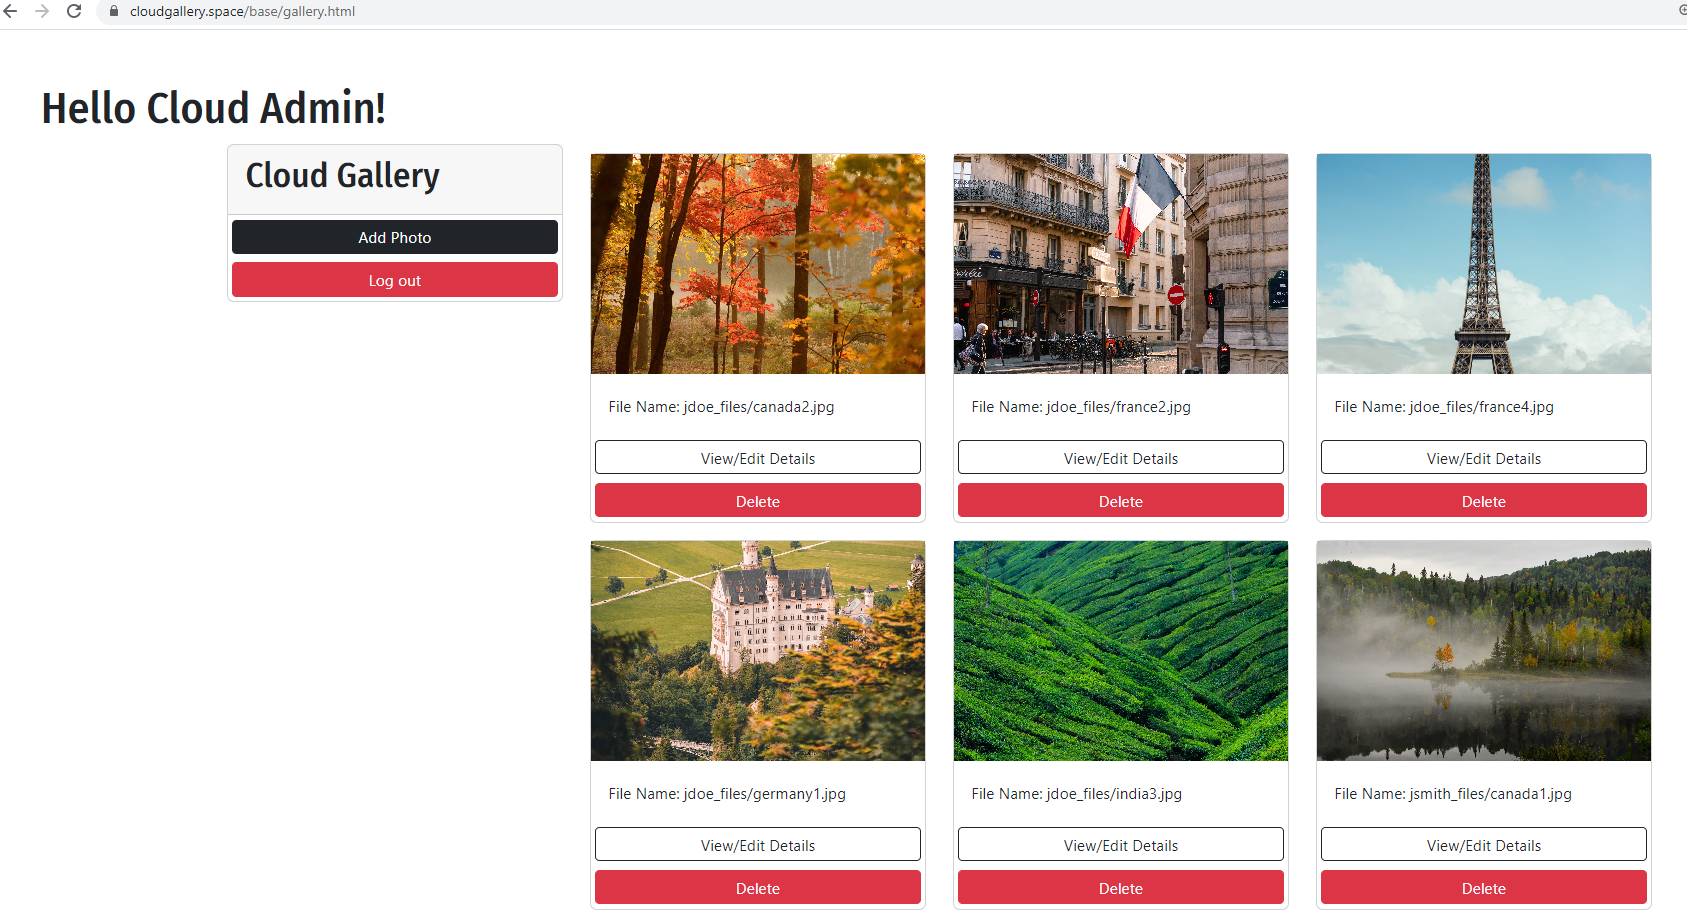 cloudgallery.space/base/gallery.html
Hello Cloud Admin!
Cloud Gallery
Add Photo
Log out
File Name: jdoe_files/canada2.jpg
View/Edit Details
Delete
File Name: jdoe_files/france2.jpg
View/Edit Details
Delete
File Name: jdoe_files/france4.jpg
View/Edit Details
Delete
File Name: jdoe_files/germany1.jpg
View/Edit Details
Delete
File Name: jdoe_files/india3.jpg
View/Edit Details
Delete
File Name: jsmith_files/canada1.jpg
View/Edit Details
Delete